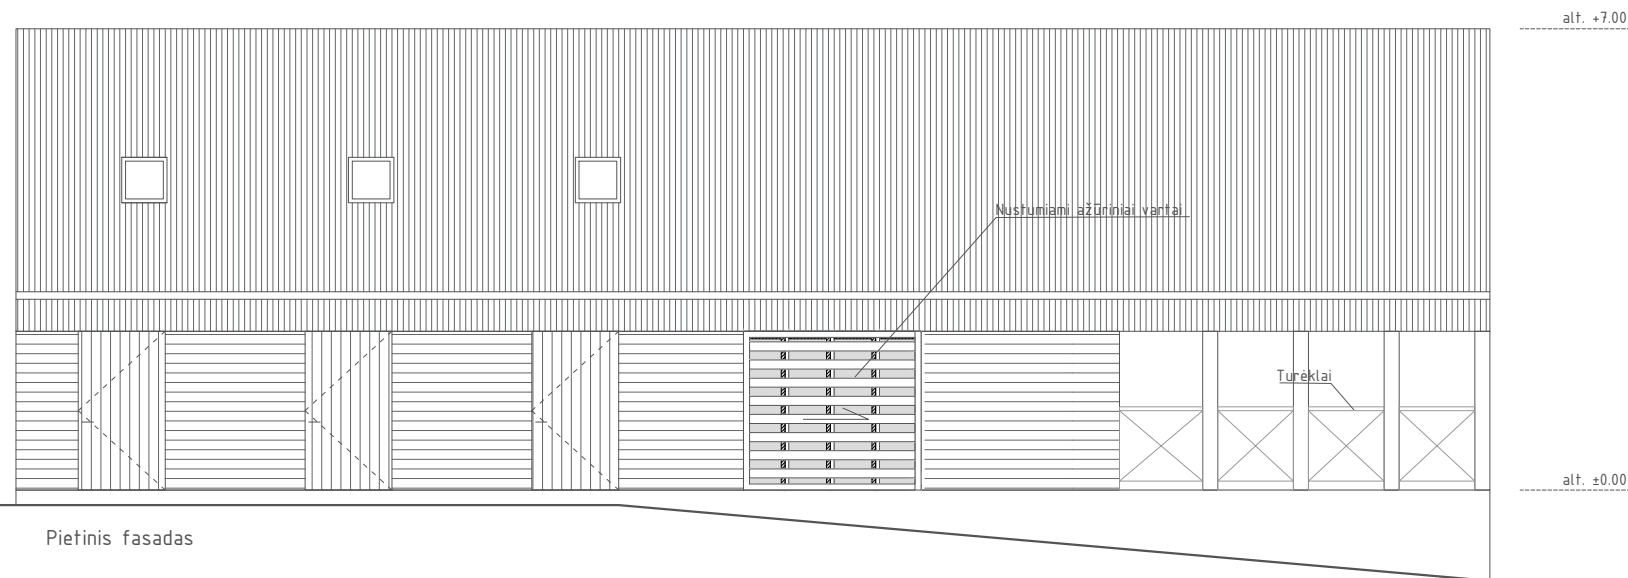 alt. +7.00
Nustumiami ažūriniai vartai
Turėklai
alt. ±0.00
Pietinis fasadas